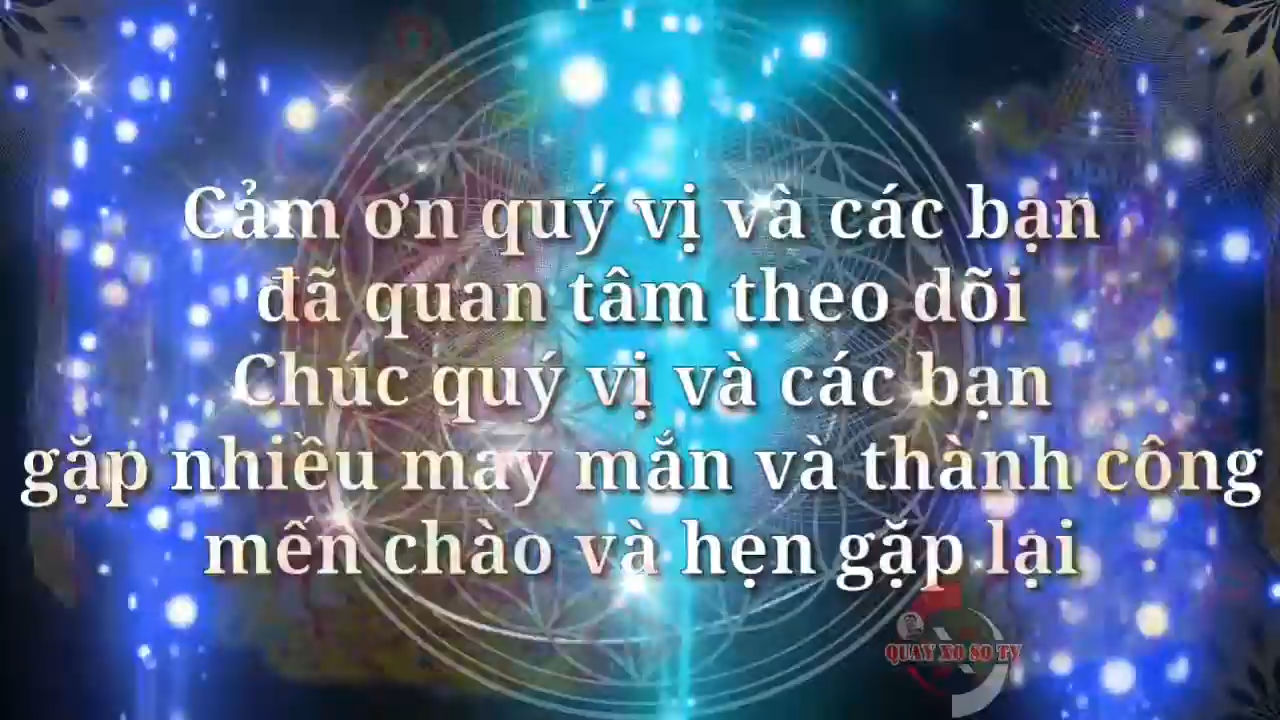 Cảm ơn quý vị và các bạn
đã quan tâm theo dõi
Chúc quý vị và các bạn
gặp nhiều may mắn và thành công
mến chào và hẹn gặp lại
QUAY XO SO TV